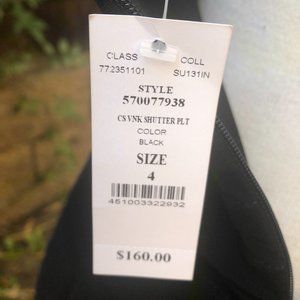 CLASS COLL
772351101 SU131IN
STYLE
570077938
CS VNK SHUTTER PLT
COLOR
BLACK
SIZE
4
451003322932
$160.00